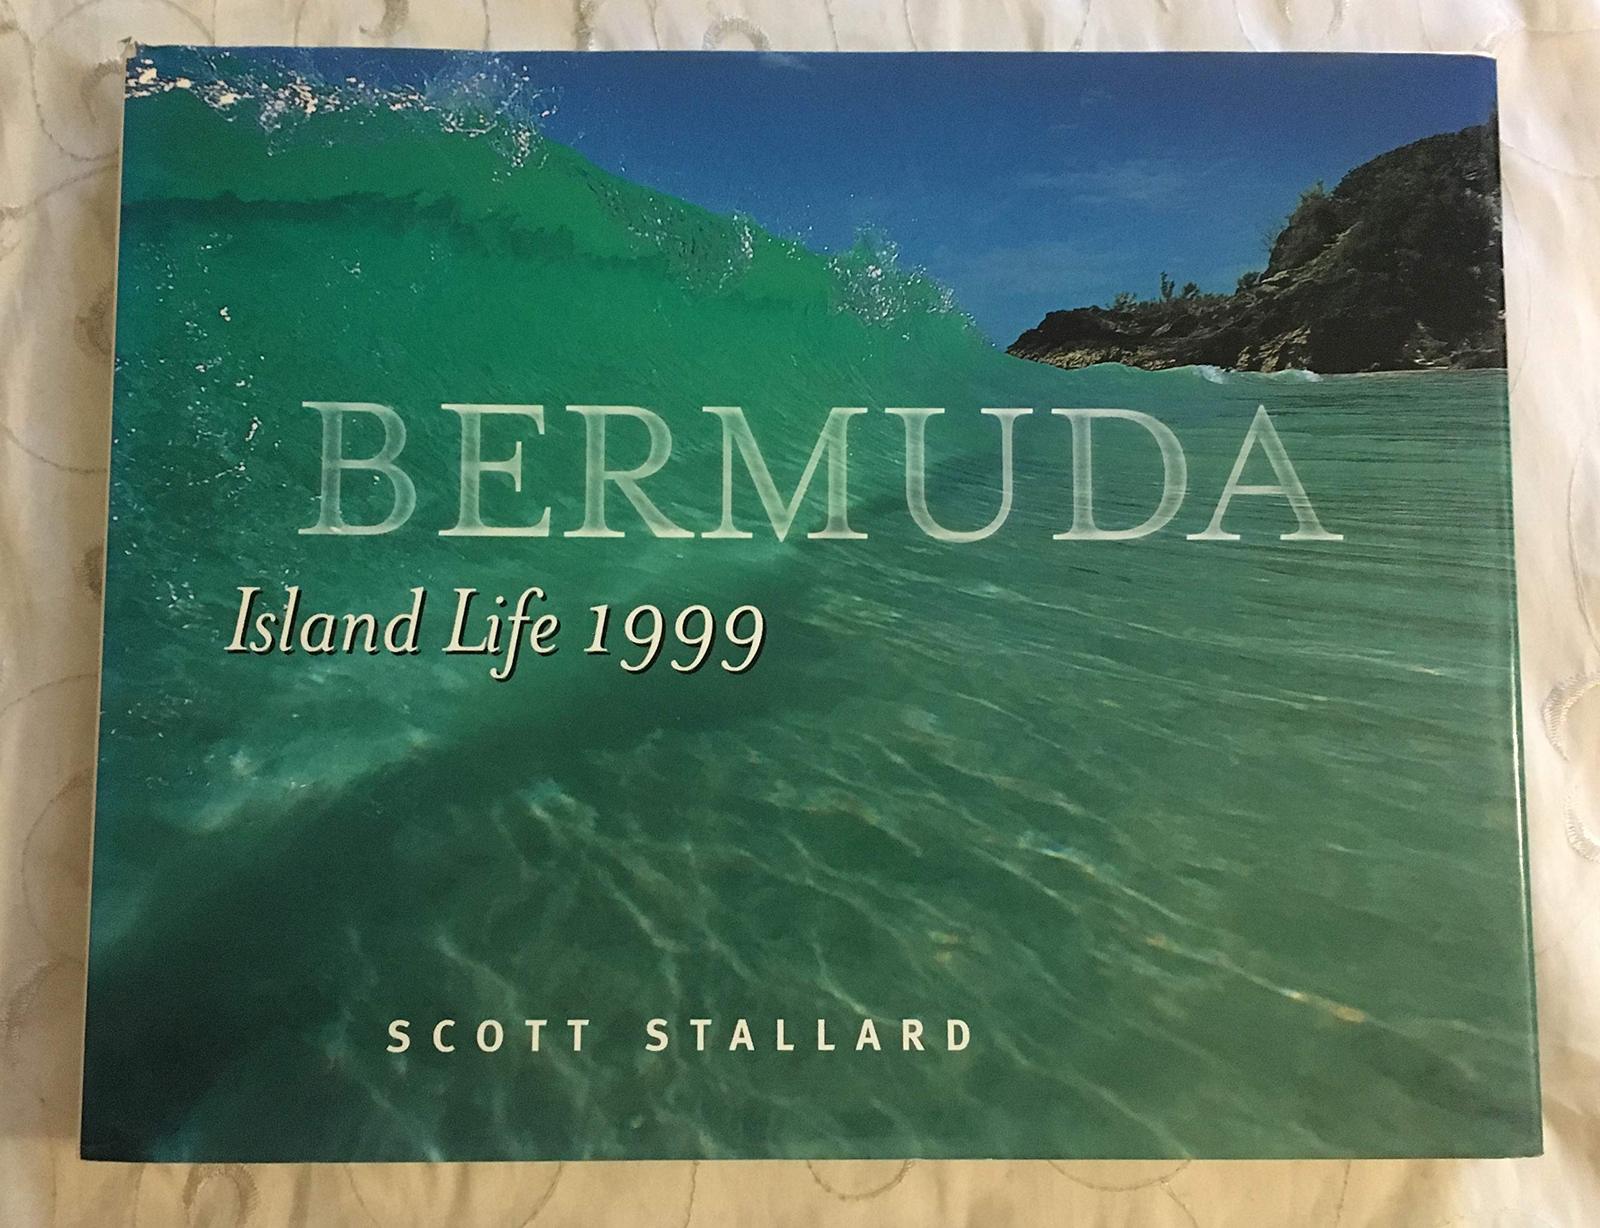 BERMUDA
Island Life 1999
SCOTT STALLARD